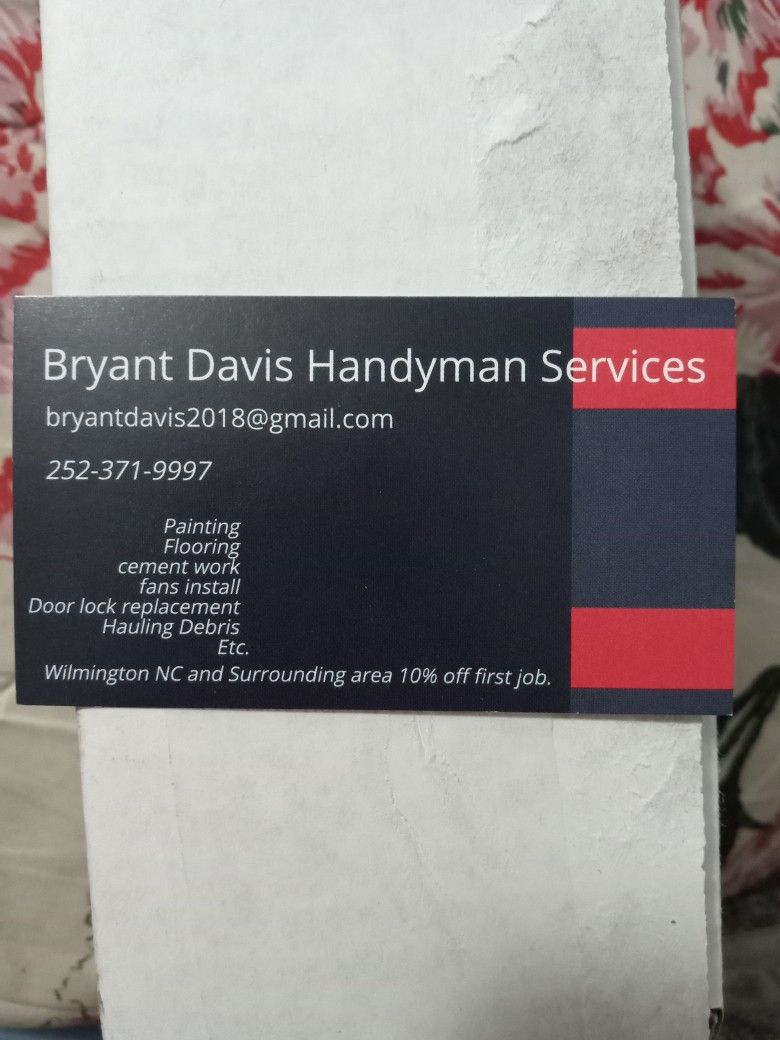 Bryant Davis Handyman Services
bryantdavis2018@gmail.com
252-371-9997
Painting
Flooring
cement work
fans install
Door lock replacement
Hauling Debris
Etc.
Wilmington NC and Surrounding area 10% off first job.